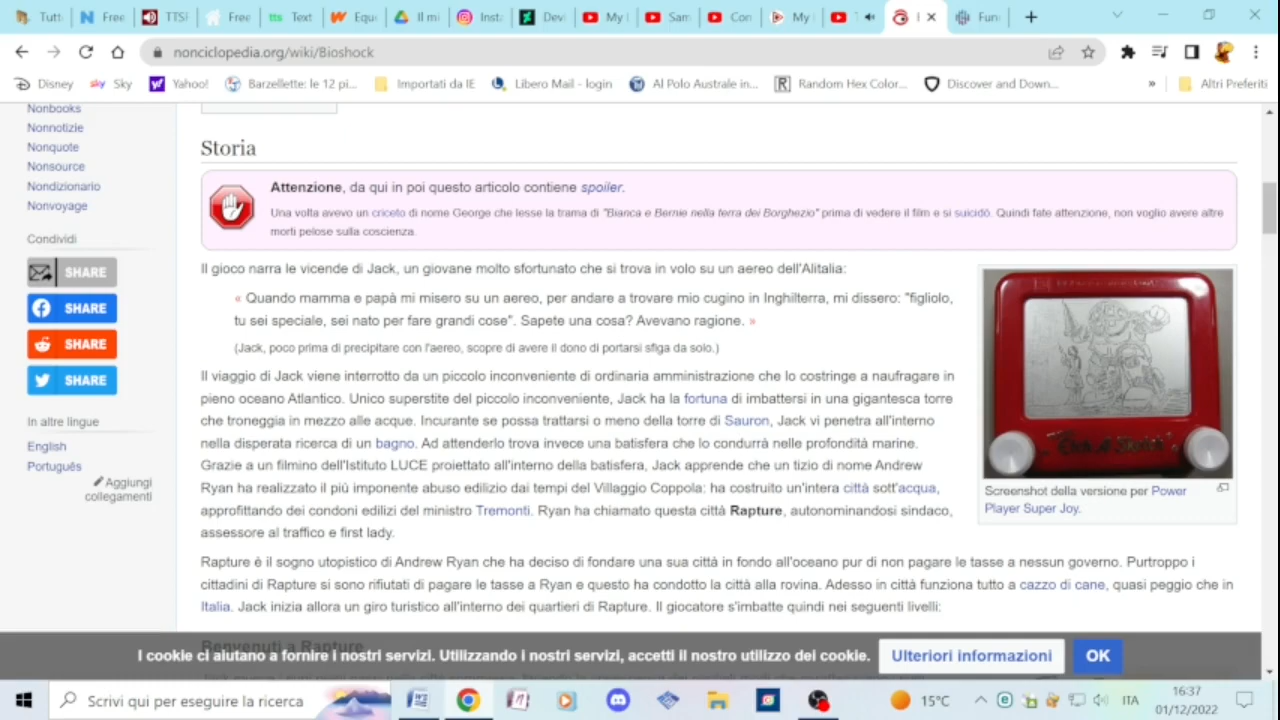 Tutt
Free
TTSF
Free
tts Text
Equ
Il mi
Inst
Dev
My I
Sam
Con
My
Fun
nonciclopedia.org/wiki/Bioshock
Disney
sky Sky
Yahoo!
Barzellette: le 12 pi...
Importati da IE
Libero Mail - login
Al Polo Australe in...
Random Hex Color...
Discover and Down...
»
Altri Preferiti
Nonbooks
Nonnotizie
Nonquote
Nonsource
Nondizionario
Nonvoyage
Condividi
SHARE
SHARE
SHARE
SHARE
In altre lingue
English
Português
Aggiungi
collegamenti
Storia
Attenzione, da qui in poi questo articolo contiene spoiler.
Una volta avevo un criceto di nome George che lesse la trama di "Bianca e Bernie nella terra dei Borghezio" prima di vedere il film e si suicidò. Quindi fate attenzione, non voglio avere altre
morti pelose sulla coscienza.
Il gioco narra le vicende di Jack, un giovane molto sfortunato che si trova in volo su un aereo dell'Alitalia:
« Quando mamma e papà mi misero su un aereo, per andare a trovare mio cugino in Inghilterra, mi dissero: "figliolo,
tu sei speciale, sei nato per fare grandi cose". Sapete una cosa? Avevano ragione. »
(Jack, poco prima di precipitare con l'aereo, scopre di avere il dono di portarsi sfiga da solo.)
Il viaggio di Jack viene interrotto da un piccolo inconveniente di ordinaria amministrazione che lo costringe a naufragare in
pieno oceano Atlantico. Unico superstite del piccolo inconveniente, Jack ha la fortuna di imbattersi in una gigantesca torre
che troneggia in mezzo alle acque. Incurante se possa trattarsi o meno della torre di Sauron, Jack vi penetra all'interno
nella disperata ricerca di un bagno. Ad attenderlo trova invece una batisfera che lo condurrà nelle profondità marine.
Grazie a un filmino dell'Istituto LUCE proiettato all'interno della batisfera, Jack apprende che un tizio di nome Andrew
Ryan ha realizzato il più imponente abuso edilizio dai tempi del Villaggio Coppola: ha costruito un'intera città sott'acqua,
approfittando dei condoni edilizi del ministro Tremonti. Ryan ha chiamato questa città Rapture, autonominandosi sindaco,
assessore al traffico e first lady.
Etch A Sketch
Screenshot della versione per Power
Player Super Joy.
Rapture è il sogno utopistico di Andrew Ryan che ha deciso di fondare una sua città in fondo all'oceano pur di non pagare le tasse a nessun governo. Purtroppo i
cittadini di Rapture si sono rifiutati di pagare le tasse a Ryan e questo ha condotto la città alla rovina. Adesso in città funziona tutto a cazzo di cane, quasi peggio che in
Italia. Jack inizia allora un giro turistico all'interno dei quartieri di Rapture. Il giocatore s'imbatte quindi nei seguenti livelli:
Benvenuti a Rapture
I cookie ci aiutano a fornire i nostri servizi. Utilizzando i nostri servizi, accetti il nostro utilizzo dei cookie.
Ulteriori informazioni
OK
Scrivi qui per eseguire la ricerca
15°C
ITA
16:37
01/12/2022